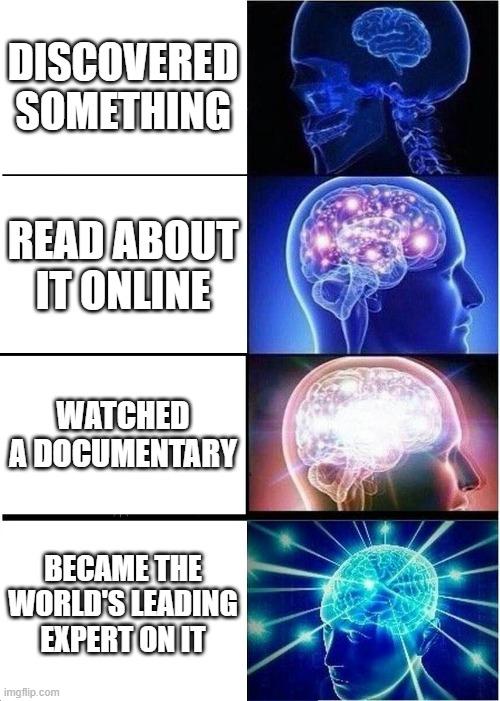 DISCOVERED
SOMETHING
READ ABOUT
IT ONLINE
WATCHED
A DOCUMENTARY
BECAME THE
WORLD'S LEADING
EXPERT ON IT
imgflip.com